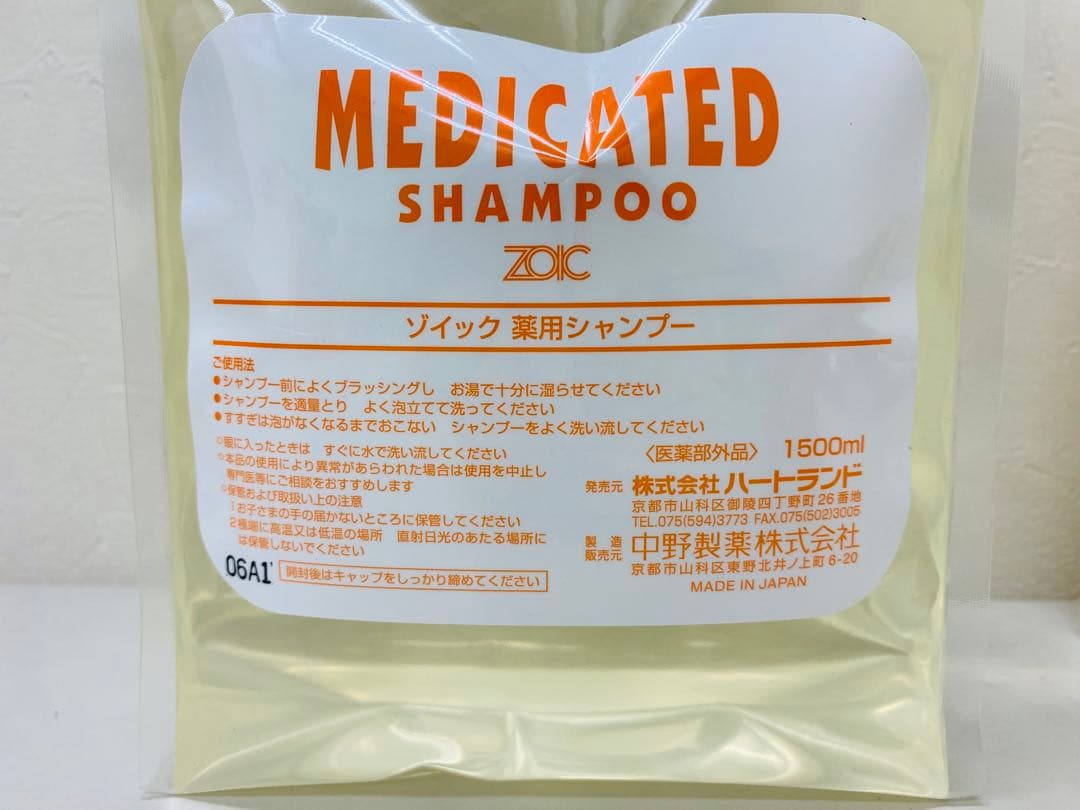 MEDICATED
SHAMPOO
ZOIC
ゾイック 薬用シャンプー
ご使用法
●シャンプー前によくブラッシングし お湯で十分に湿らせてください
●シャンプーを適量とり よく泡立てて洗ってください
●すすぎは泡がなくなるまでおこない シャンプーをよく洗い流してください
○眼に入ったときは すぐに水で洗い流してください
○本品の使用により異常があらわれた場合は使用を中止し
専門医等にご相談をおすすめします
○保管および取扱い上の注意
1お子さまの手の届かないところに保管してください
2極端に高温又は低温の場所 直射日光のあたる場所に
は保管しないでください
06A1
開封後はキャップをしっかり締めてください
〈医薬部外品〉 1500ml
発売元 株式会社ハートランド
京都市山科区御陵四丁野町26番地
TEL.075(594)3773 FAX.075(502)3005
製造販売元 中野製薬株式会社
京都市山科区東野北井ノ上町6-20
MADE IN JAPAN